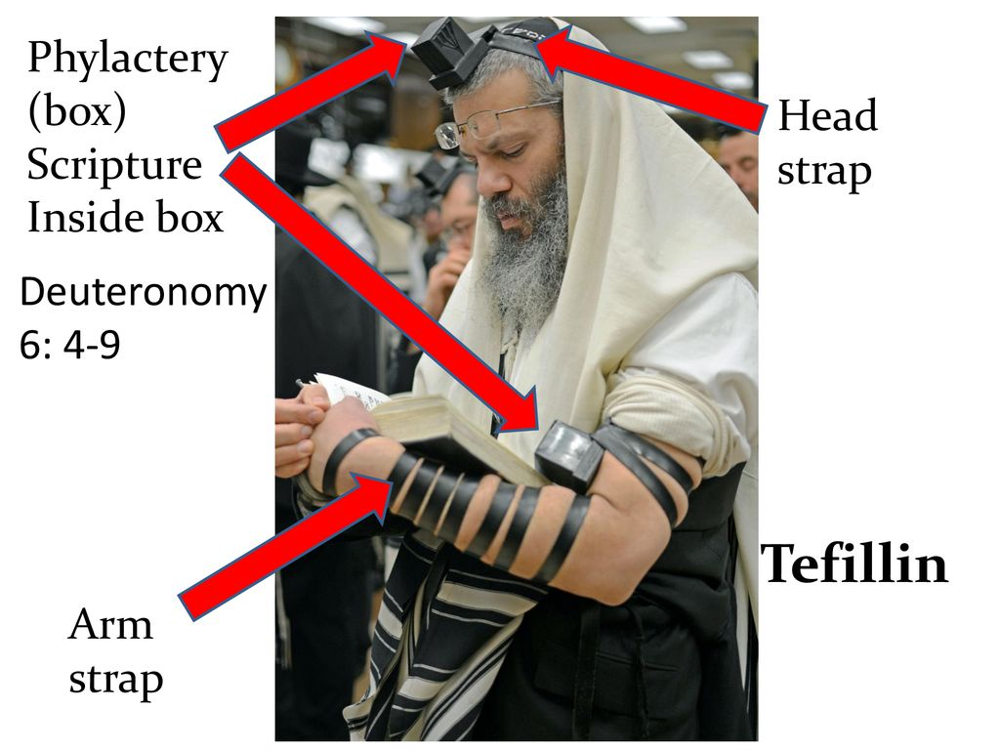 Phylactery
(box)
Scripture
Inside box
Deuteronomy
6: 4-9
Head
strap
Tefillin
Arm
strap